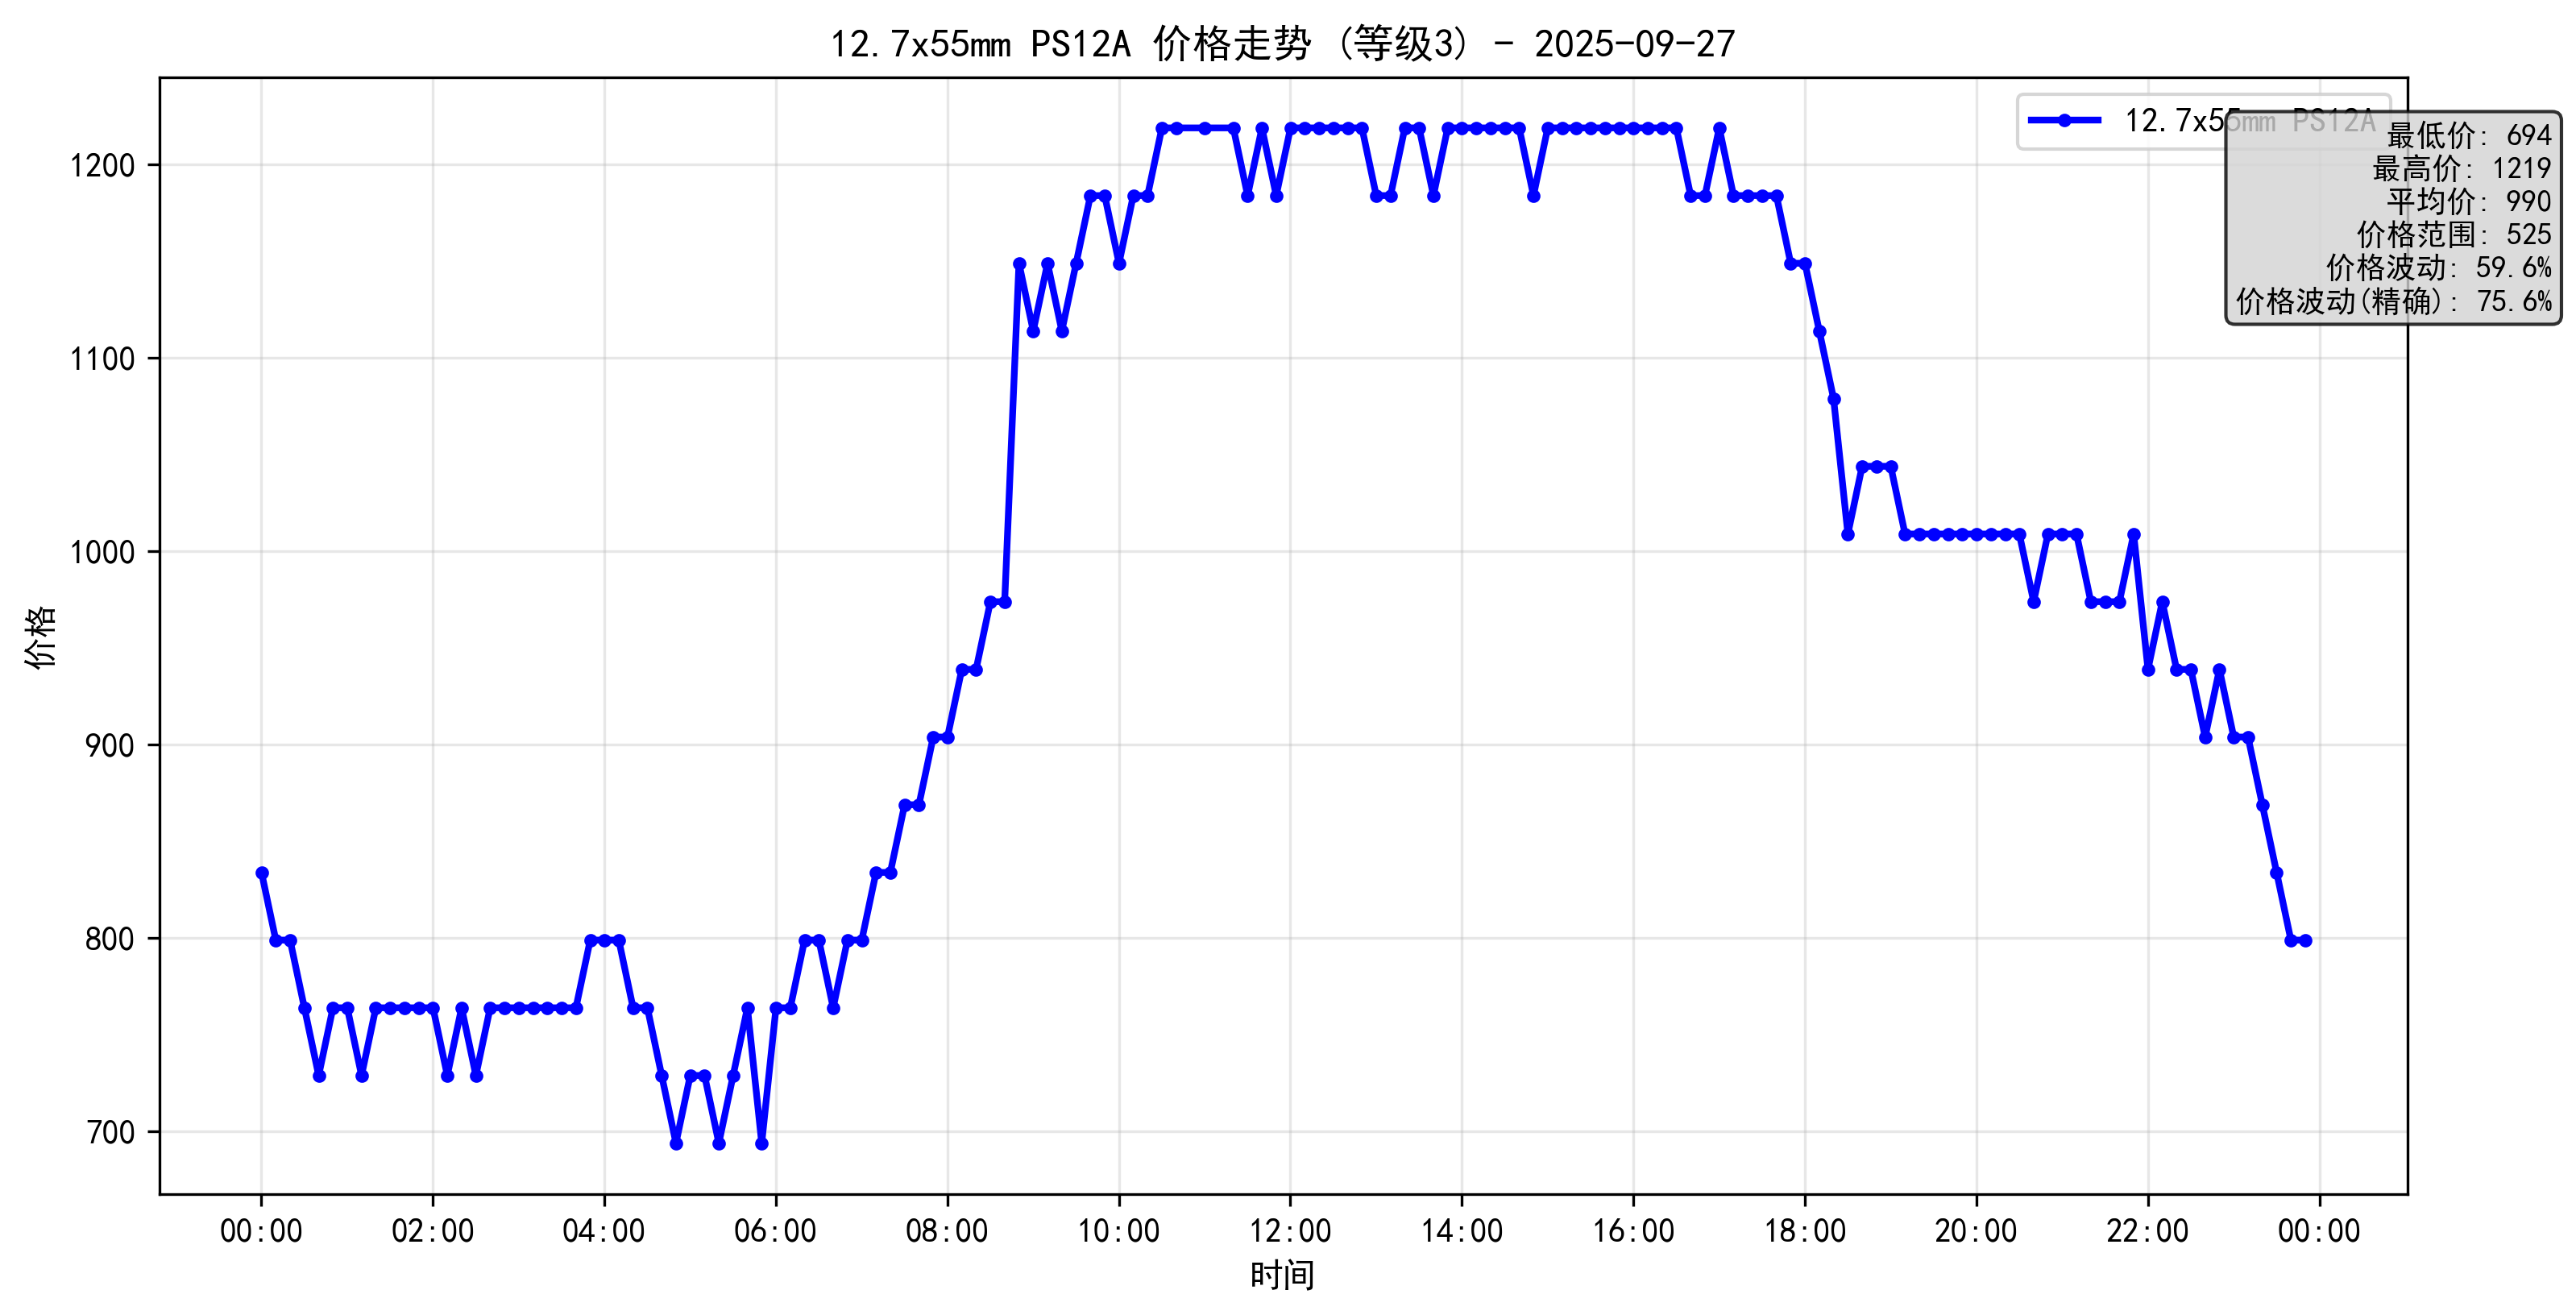 12.7x55mm PS12A 价格走势 (等级3) - 2025-09-27
12.7x55mm PS12A
最低价: 694
最高价: 1219
平均价: 990
价格范围: 525
价格波动: 59.6%
价格波动(精确): 75.6%
价格
1200
1100
1000
900
800
700
00:00 02:00 04:00 06:00 08:00 10:00 12:00 14:00 16:00 18:00 20:00 22:00 00:00
时间